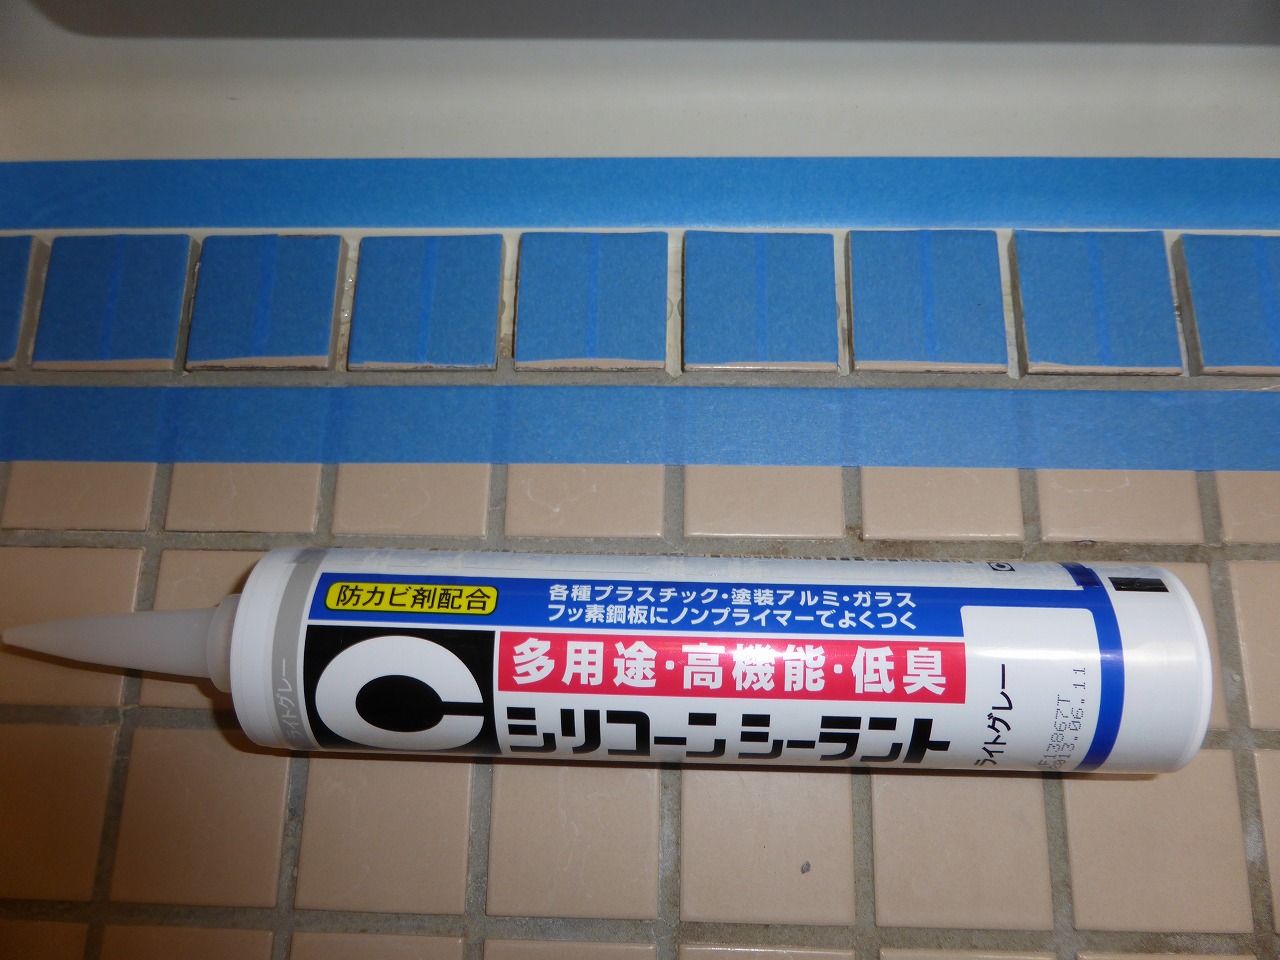 防カビ剤配合
各種プラスチック・塗装アルミ・ガラス
フッ素鋼板にノンプライマーでよくつく
多用途・高機能・低臭
シリコーンシーラント
ライトグレー
ライトグレー